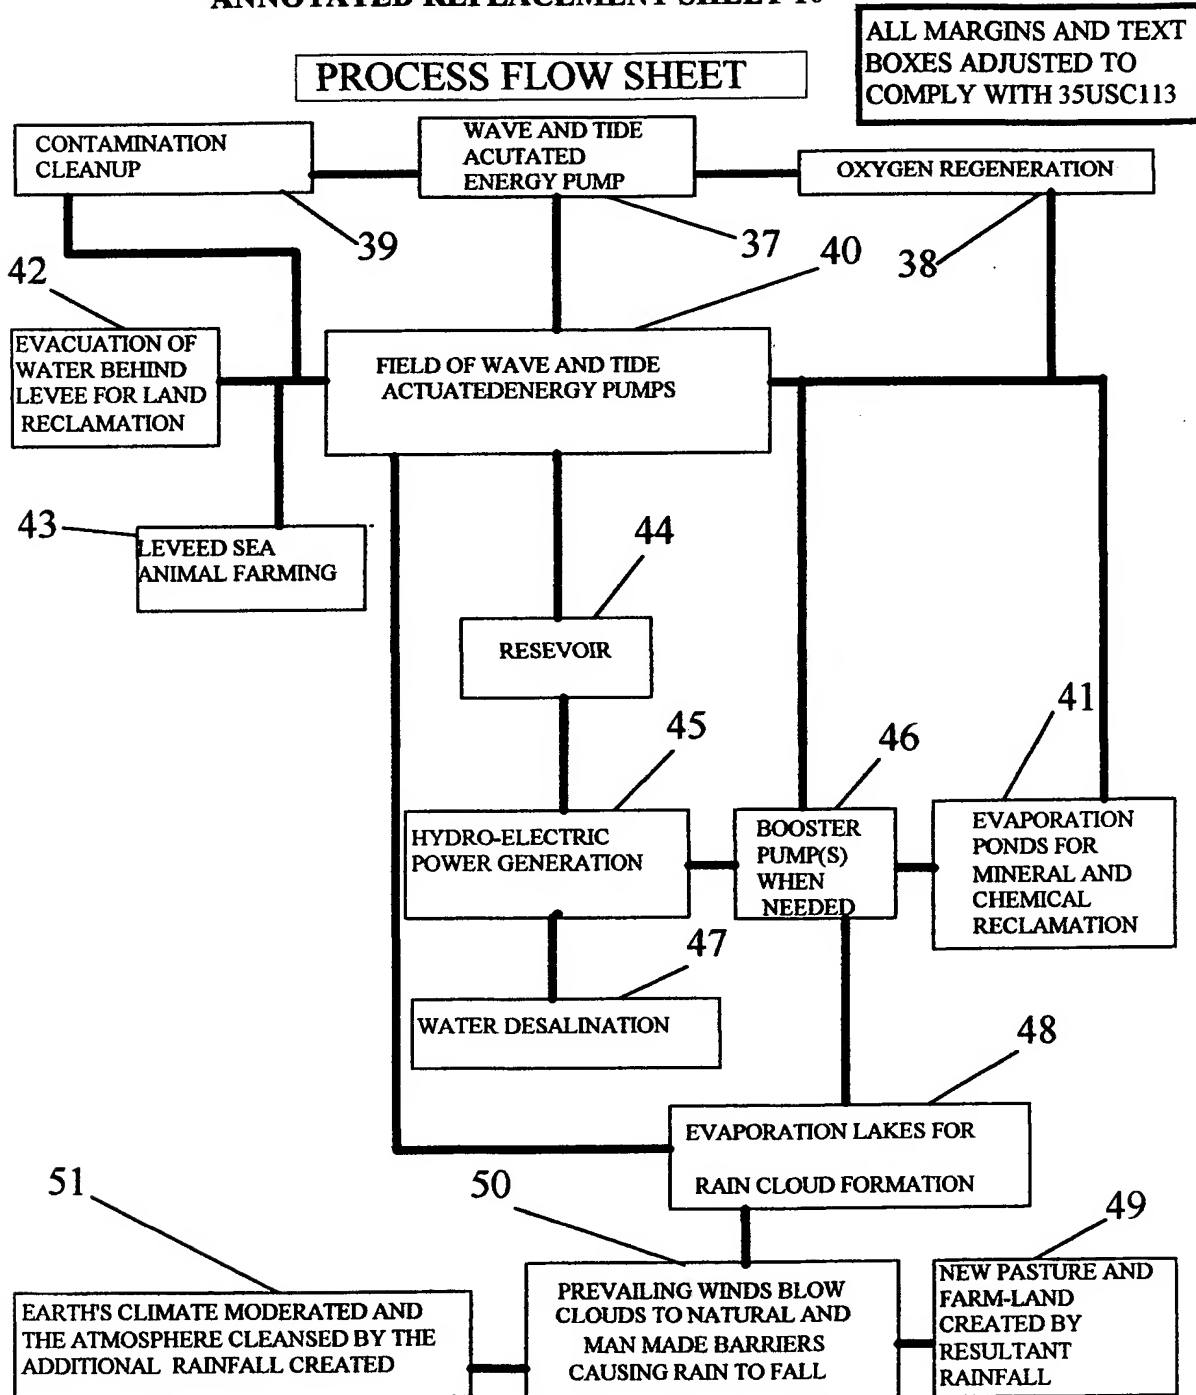 ANNOTATED REPLACEMENT SHEET 10
ALL MARGINS AND TEXT
BOXES ADJUSTED TO
COMPLY WITH 35USC113
PROCESS FLOW SHEET
CONTAMINATION
CLEANUP
WAVE AND TIDE
ACUTATED
ENERGY PUMP
OXYGEN REGENERATION
39
37
38
40
42
EVACUATION OF
WATER BEHIND
LEVEE FOR LAND
RECLAMATION
FIELD OF WAVE AND TIDE
ACTUATEDENERGY PUMPS
43
LEVEED SEA
ANIMAL FARMING
44
RESEVOIR
45
46
41
HYDRO-ELECTRIC
POWER GENERATION
BOOSTER
PUMP(S)
WHEN
NEEDED
EVAPORATION
PONDS FOR
MINERAL AND
CHEMICAL
RECLAMATION
47
WATER DESALINATION
48
EVAPORATION LAKES FOR
RAIN CLOUD FORMATION
51
50
49
EARTH'S CLIMATE MODERATED AND
THE ATMOSPHERE CLEANSED BY THE
ADDITIONAL RAINFALL CREATED
PREVAILING WINDS BLOW
CLOUDS TO NATURAL AND
MAN MADE BARRIERS
CAUSING RAIN TO FALL
NEW PASTURE AND
FARM-LAND
CREATED BY
RESULTANT
RAINFALL